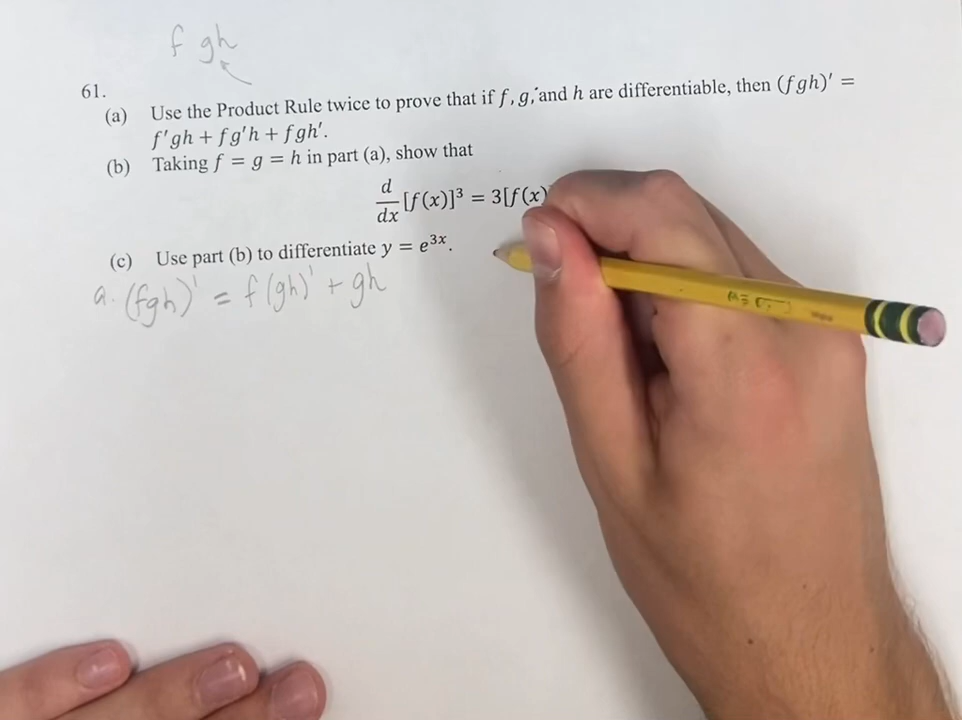 f gh
61.
(a) Use the Product Rule twice to prove that if f, g, and h are differentiable, then (fgh)′ =
f′gh + fg′h + fgh′.
(b) Taking f = g = h in part (a), show that
d/dx [f(x)]³ = 3[f(x)
(c) Use part (b) to differentiate y = e³ˣ.
a. (fgh)' = f(gh)' + gh